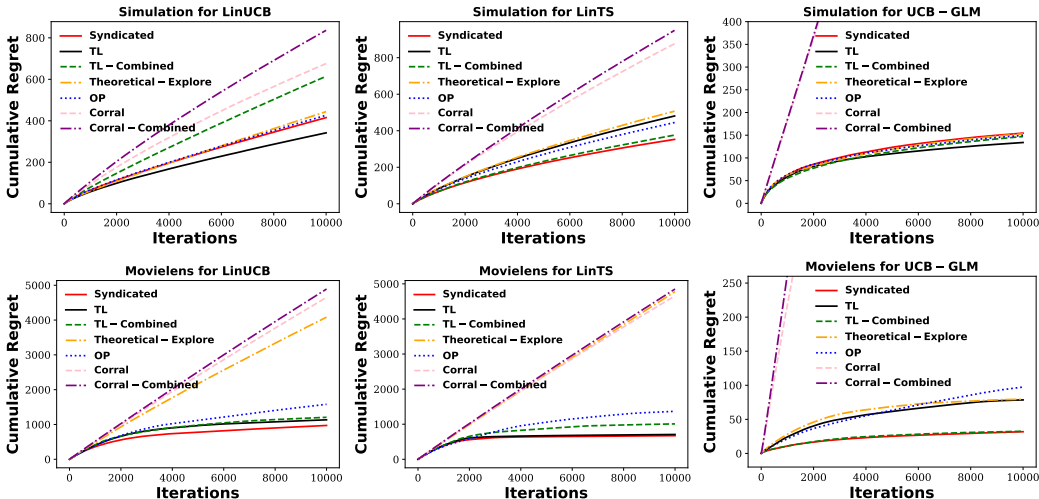 Simulation for LinUCB
Cumulative Regret
800
600
400
200
0
Syndicated
TL
TL−Combined
Theoretical−Explore
OP
Corral
Corral−Combined
0 2000 4000 6000 8000 10000
Iterations
Simulation for LinTS
Cumulative Regret
1000
800
600
400
200
0
Syndicated
TL
TL−Combined
Theoretical−Explore
OP
Corral
Corral−Combined
0 2000 4000 6000 8000 10000
Iterations
Simulation for UCB−GLM
Cumulative Regret
400
350
300
250
200
150
100
50
0
Syndicated
TL
TL−Combined
Theoretical−Explore
OP
Corral
Corral−Combined
0 2000 4000 6000 8000 10000
Iterations
Movielens for LinUCB
Cumulative Regret
5000
4000
3000
2000
1000
0
Syndicated
TL
TL−Combined
Theoretical−Explore
OP
Corral
Corral−Combined
0 2000 4000 6000 8000 10000
Iterations
Movielens for LinTS
Cumulative Regret
5000
4000
3000
2000
1000
0
Syndicated
TL
TL−Combined
Theoretical−Explore
OP
Corral
Corral−Combined
0 2000 4000 6000 8000 10000
Iterations
Movielens for UCB−GLM
Cumulative Regret
250
200
150
100
50
0
Syndicated
TL
TL−Combined
Theoretical−Explore
OP
Corral
Corral−Combined
0 2000 4000 6000 8000 10000
Iterations